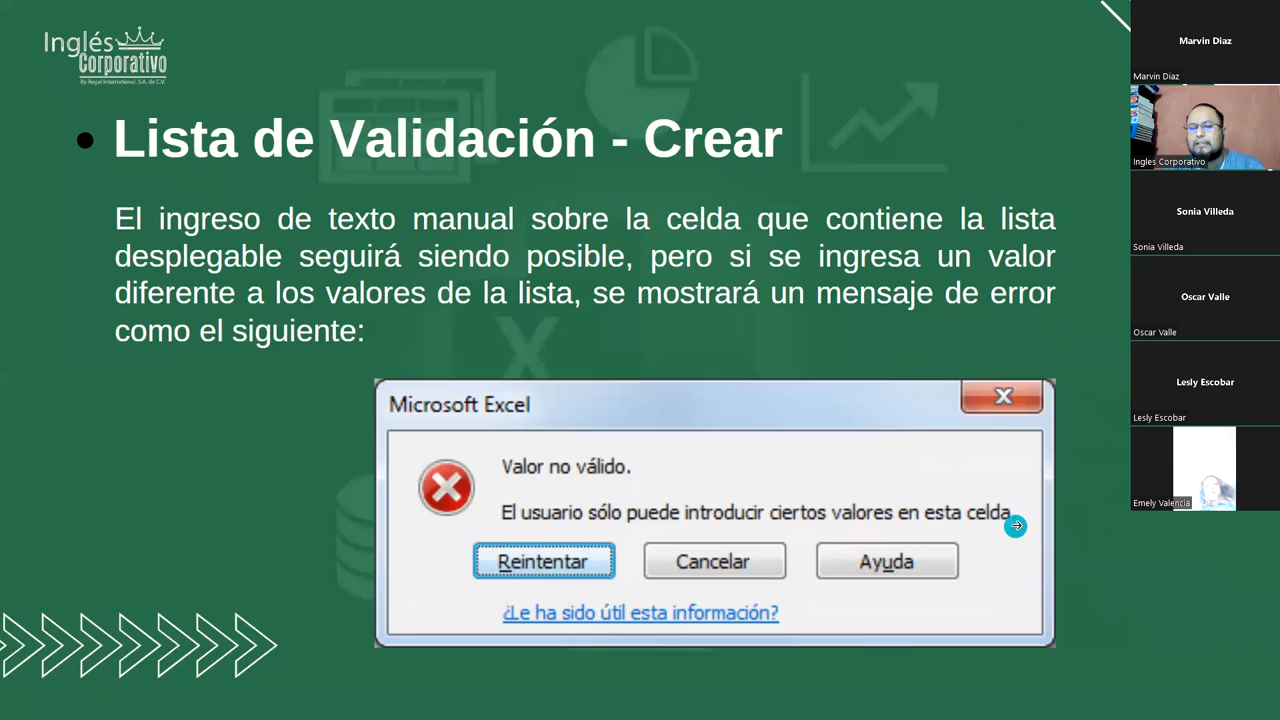 Inglés
Corporativo
By Regal International, S.A. de C.V.
Lista de Validación - Crear
El ingreso de texto manual sobre la celda que contiene la lista
desplegable seguirá siendo posible, pero si se ingresa un valor
diferente a los valores de la lista, se mostrará un mensaje de error
como el siguiente:
X
Microsoft Excel
Valor no válido.
El usuario sólo puede introducir ciertos valores en esta celda.
Reintentar
Cancelar
Ayuda
¿Le ha sido útil esta información?
Marvin Diaz
Marvin Diaz
Ingles Corporativo
Sonia Villeda
Sonia Villeda
Oscar Valle
Oscar Valle
Lesly Escobar
Lesly Escobar
Emely Valencia